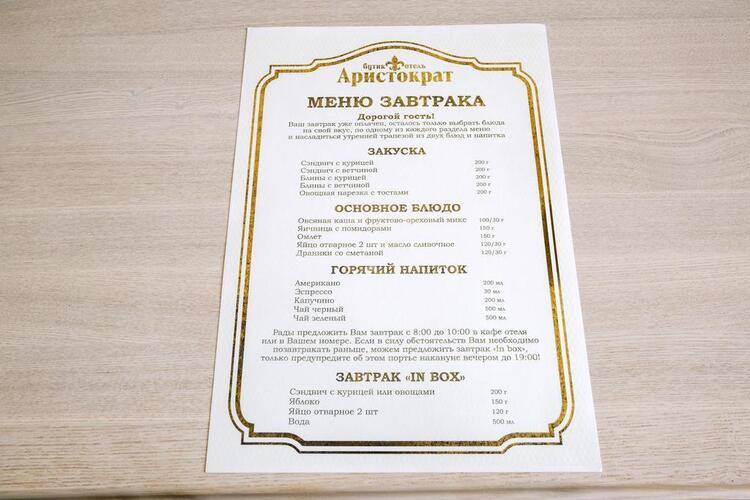 бутик отель
Аристократ
МЕНЮ ЗАВТРАКА
Дорогой гость!
Ваш завтрак уже оплачен, осталось только выбрать блюда
на свой вкус, по одному из каждого раздела меню
и насладиться утренней трапезой из двух блюд и напитка
ЗАКУСКА
Сэндвич с курицей 200 г
Сэндвич с ветчиной 200 г
Блины с курицей 200 г
Блины с ветчиной 200 г
Овощная нарезка с тостами 200 г
ОСНОВНОЕ БЛЮДО
Овсяная каша и фруктово-ореховый микс 100/30 г
Яичница с помидорами 150 г
Омлет 150 г
Яйцо отварное 2 шт и масло сливочное 120/30 г
Драники со сметаной 120/30 г
ГОРЯЧИЙ НАПИТОК
Американо 200 мл
Эспрессо 30 мл
Капучино 200 мл
Чай черный 500 мл
Чай зеленый 500 мл
Рады предложить Вам завтрак с 8:00 до 10:00 в кафе отеля
или в Вашем номере. Если в силу обстоятельств Вам необходимо
позавтракать раньше, можем предложить завтрак «In box»,
только предупредите об этом портье накануне вечером до 19:00!
ЗАВТРАК «IN BOX»
Сэндвич с курицей или овощами 200 г
Яблоко 150 г
Яйцо отварное 2 шт 120 г
Вода 500 мл